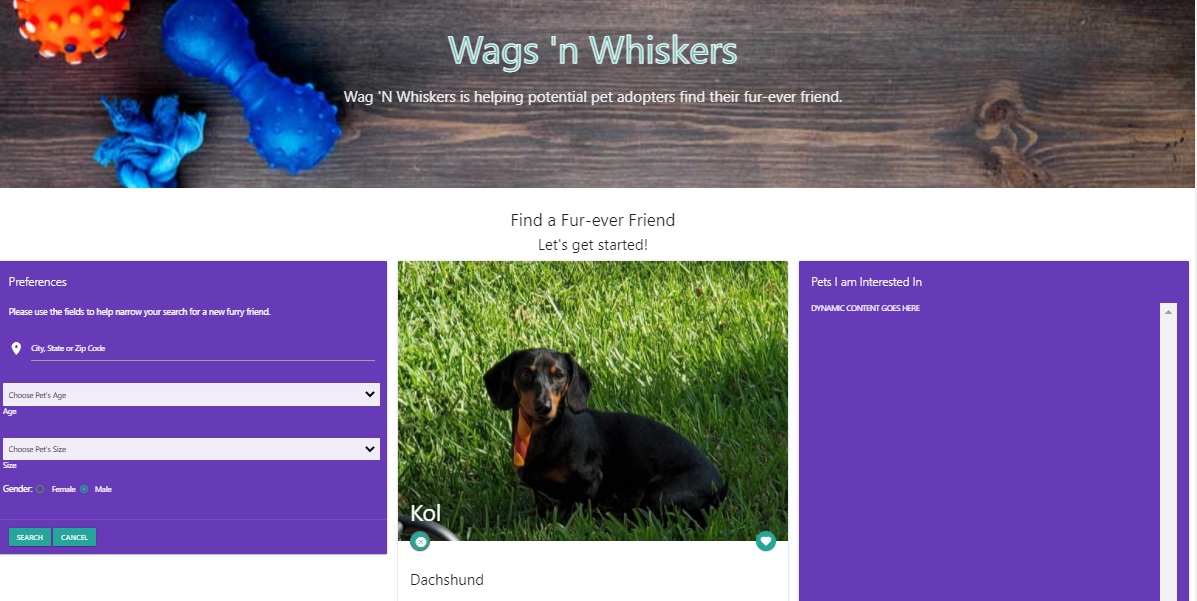 Wags 'n Whiskers
Wag 'N Whiskers is helping potential pet adopters find their fur-ever friend.
Find a Fur-ever Friend
Let's get started!
Preferences
Please use the fields to help narrow your search for a new furry friend.
City, State or Zip Code
Choose Pet's Age
Age
Choose Pet's Size
Size
Gender: Female Male
SEARCH CANCEL
Kol
Dachshund
Pets I am Interested In
DYNAMIC CONTENT GOES HERE